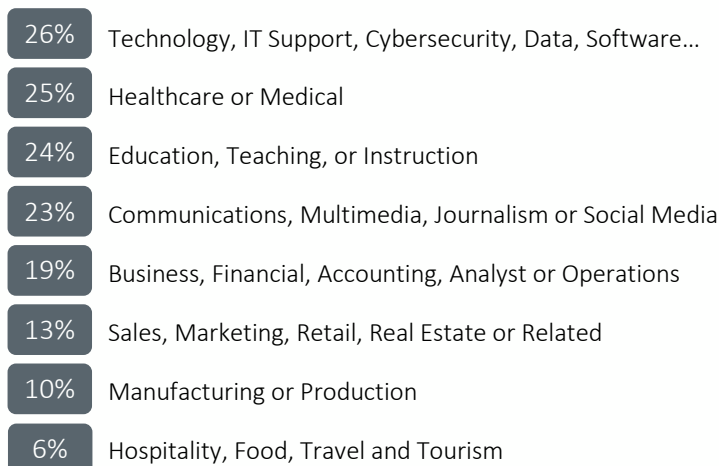 26% Technology, IT Support, Cybersecurity, Data, Software…
25% Healthcare or Medical
24% Education, Teaching, or Instruction
23% Communications, Multimedia, Journalism or Social Media
19% Business, Financial, Accounting, Analyst or Operations
13% Sales, Marketing, Retail, Real Estate or Related
10% Manufacturing or Production
6% Hospitality, Food, Travel and Tourism